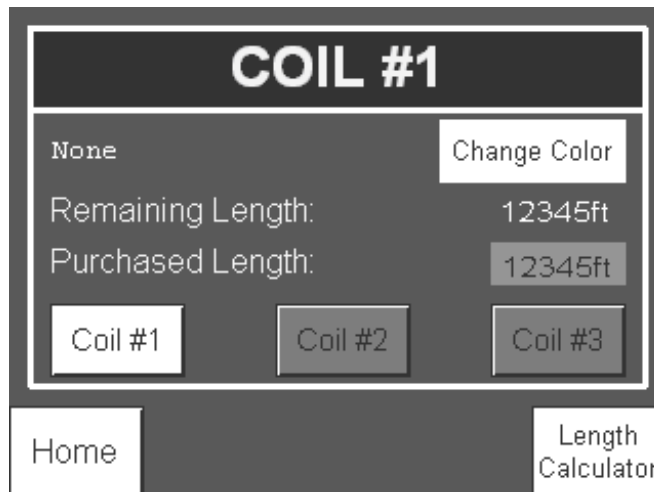 COIL #1
None
Change Color
Remaining Length: 12345ft
Purchased Length: 12345ft
Coil #1 Coil #2 Coil #3
Home
Length
Calculator